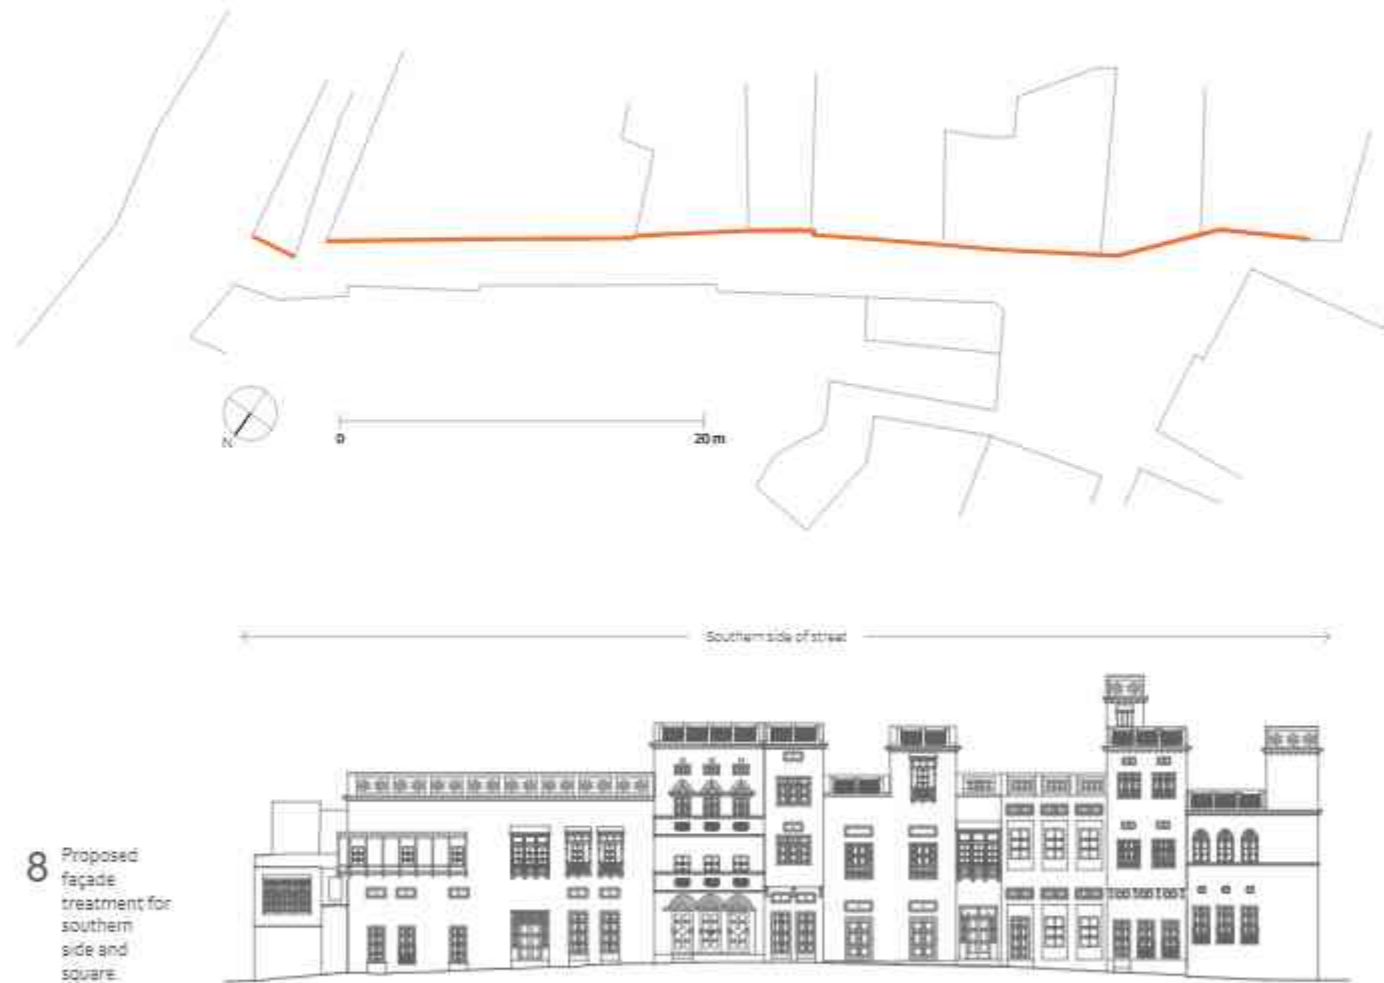 N
0
20 m
Southern side of street
8
Proposed
façade
treatment for
southern
side and
square.